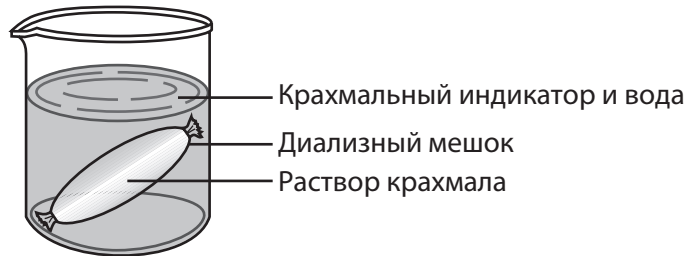 Крахмальный индикатор и вода
Диализный мешок
Раствор крахмала